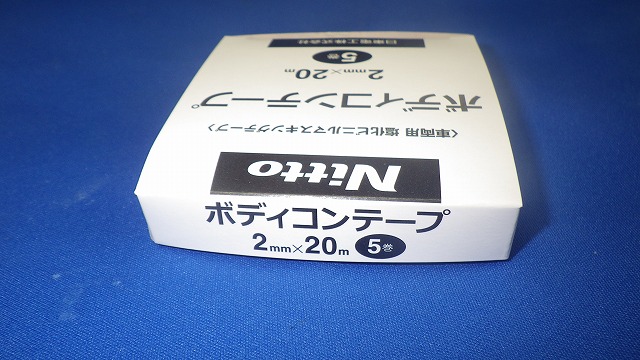 Nitto
〈車両用 塩化ビニルマスキングテープ〉
ボディコンテープ
2mm×20m
5巻
日東電工株式会社
ボディコンテープ
2mm×20m 5巻